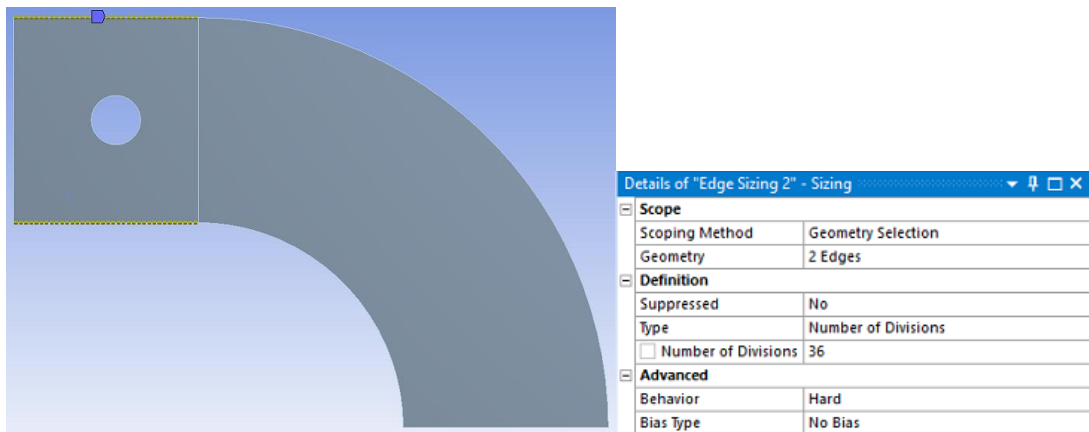 Details of "Edge Sizing 2" - Sizing
Scope
Scoping Method Geometry Selection
Geometry 2 Edges
Definition
Suppressed No
Type Number of Divisions
Number of Divisions 36
Advanced
Behavior Hard
Bias Type No Bias